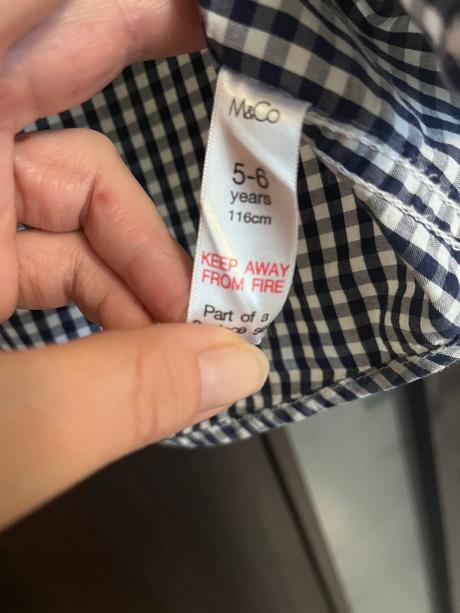 M&Co
5-6
years
116cm
KEEP AWAY
FROM FIRE
Part of a